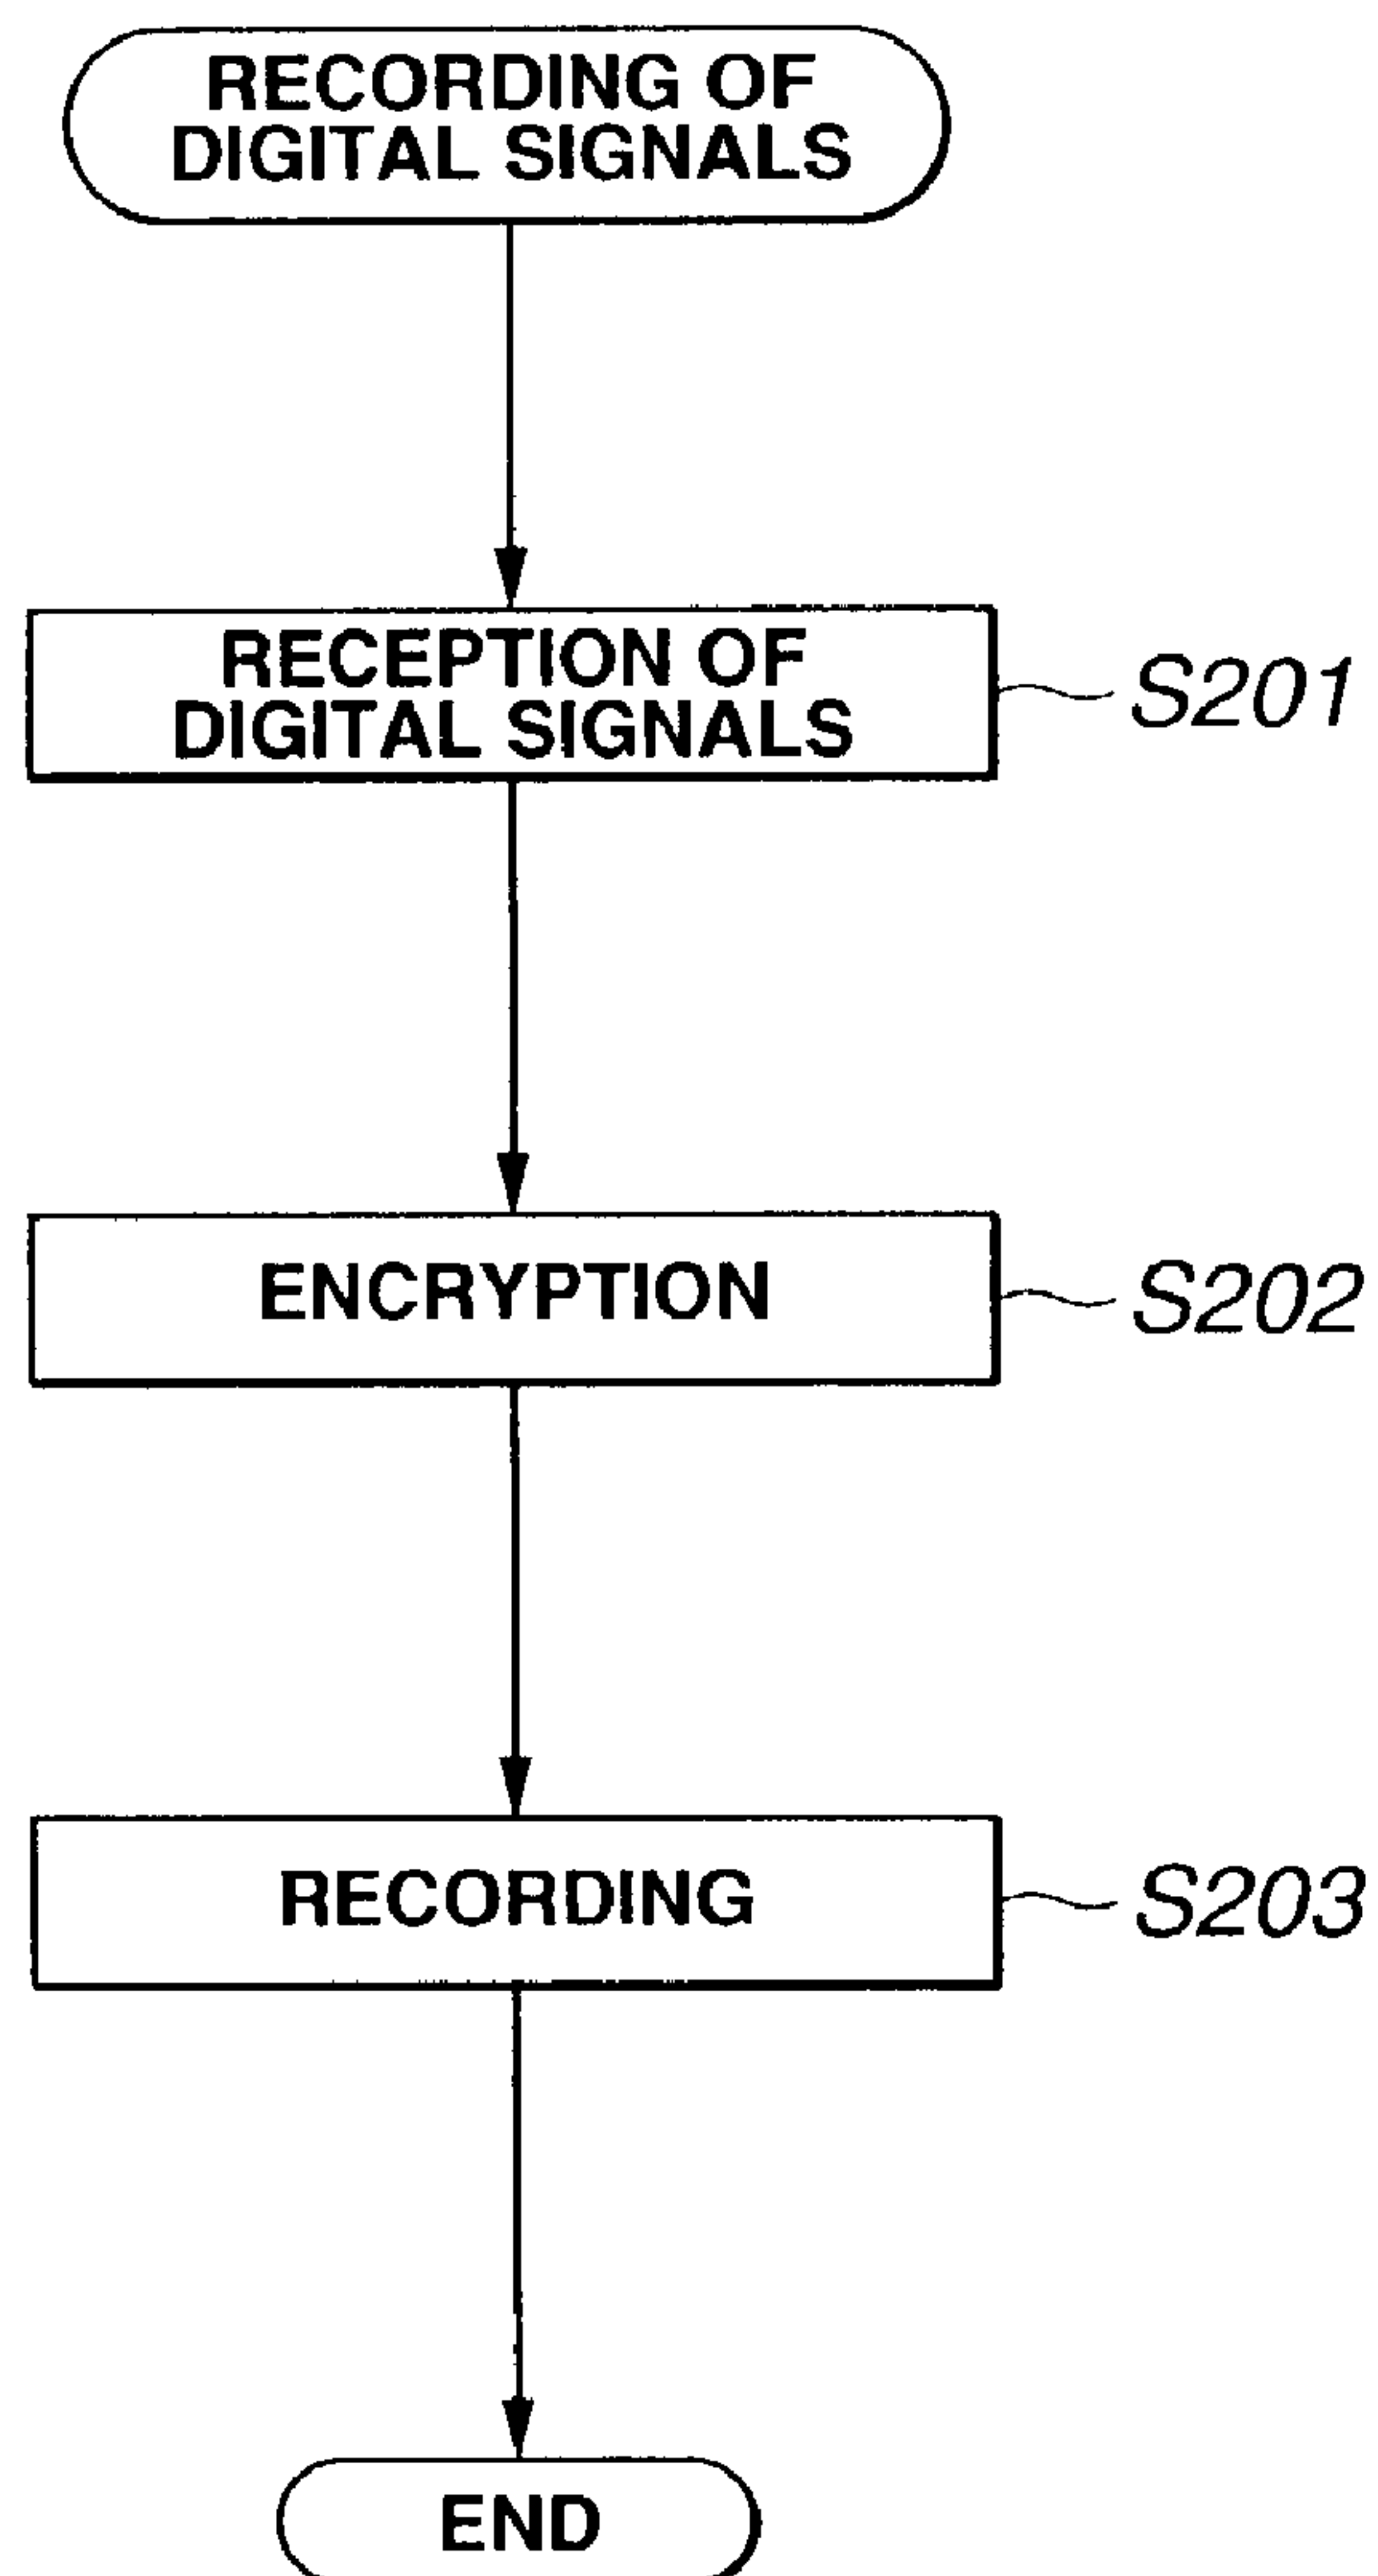 RECORDING OF
DIGITAL SIGNALS
RECEPTION OF
DIGITAL SIGNALS
S201
ENCRYPTION
S202
RECORDING
S203
END